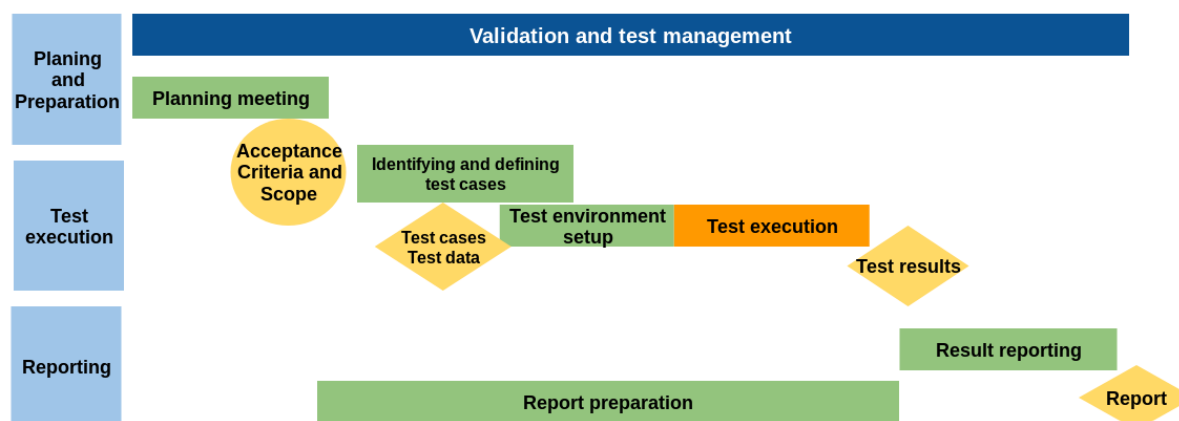 Planing
and
Preparation
Validation and test management
Planning meeting
Acceptance
Criteria and
Scope
Test
execution
Identifying and defining
test cases
Test cases
Test data
Test environment
setup
Test execution
Test results
Reporting
Result reporting
Report preparation
Report